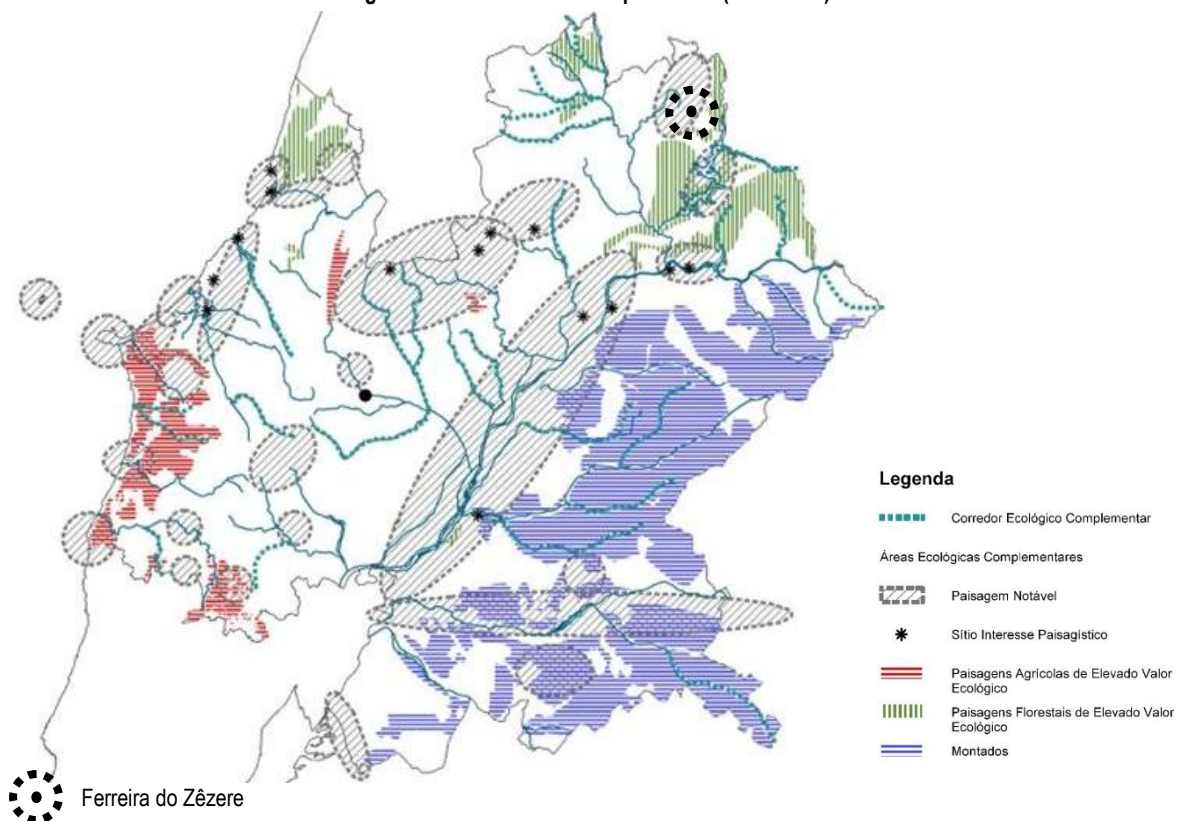 Legenda
Corredor Ecológico Complementar
Áreas Ecológicas Complementares
Paisagem Notável
Sítio Interesse Paisagístico
Paisagens Agrícolas de Elevado Valor
Ecológico
Paisagens Florestais de Elevado Valor
Ecológico
Montados
Ferreira do Zêzere